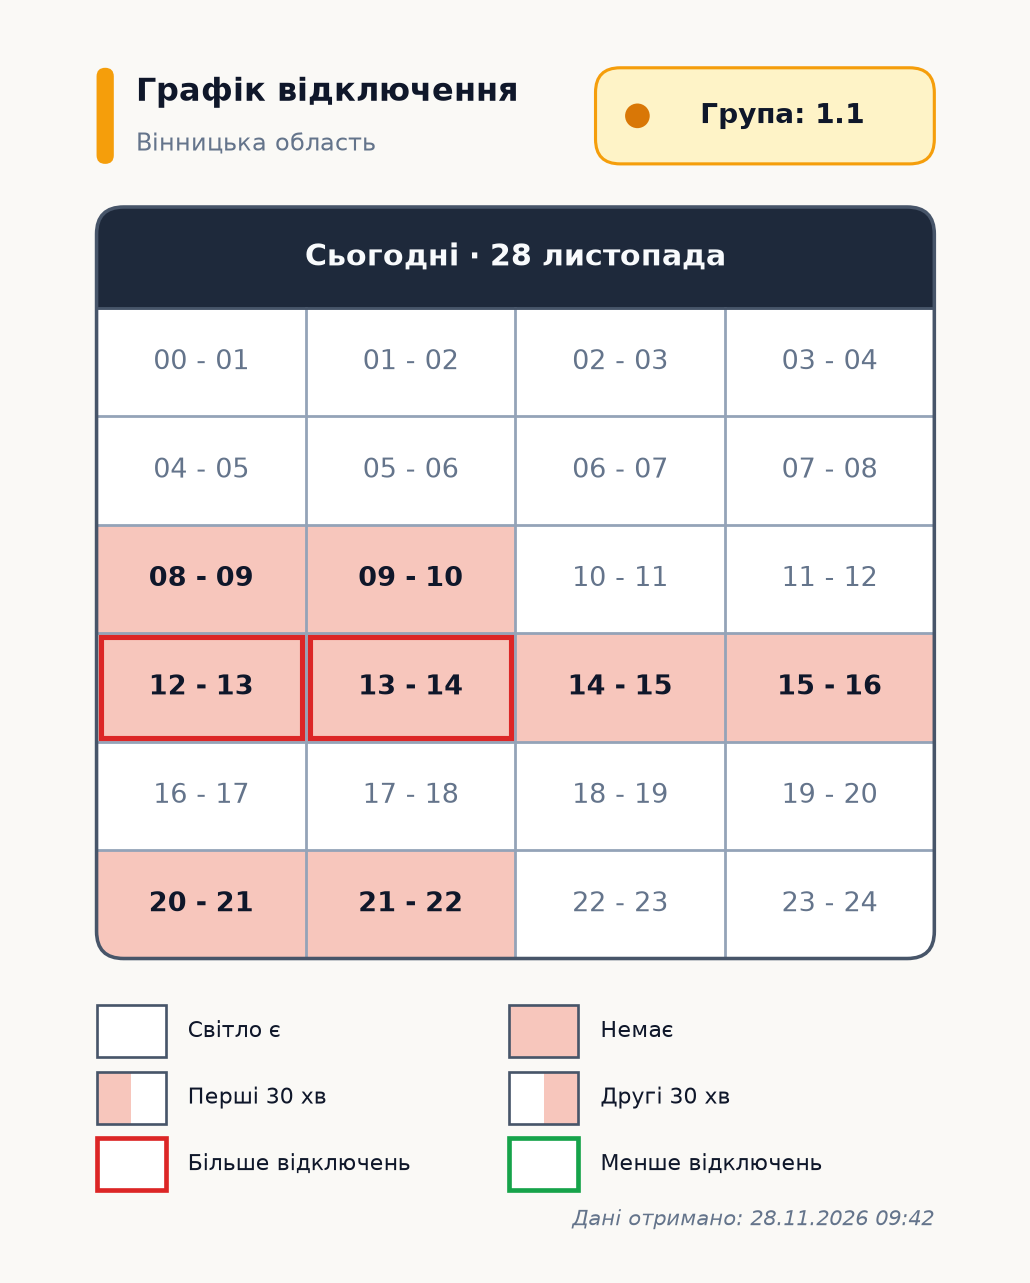 Графік відключення
Вінницька область
Група: 1.1
Сьогодні · 28 листопада
00 - 01 01 - 02 02 - 03 03 - 04
04 - 05 05 - 06 06 - 07 07 - 08
08 - 09 09 - 10 10 - 11 11 - 12
12 - 13 13 - 14 14 - 15 15 - 16
16 - 17 17 - 18 18 - 19 19 - 20
20 - 21 21 - 22 22 - 23 23 - 24
Світло є Немає
Перші 30 хв Другі 30 хв
Більше відключень Менше відключень
Дані отримано: 28.11.2026 09:42